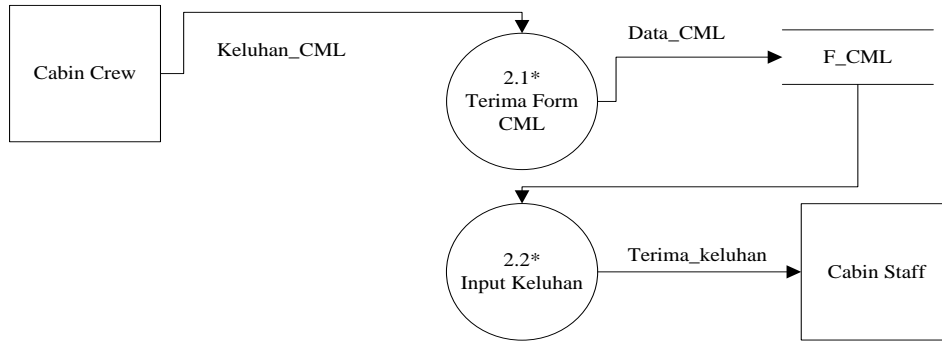 Cabin Crew
Keluhan_CML
2.1*
Terima Form
CML
Data_CML
F_CML
2.2*
Input Keluhan
Terima_keluhan
Cabin Staff